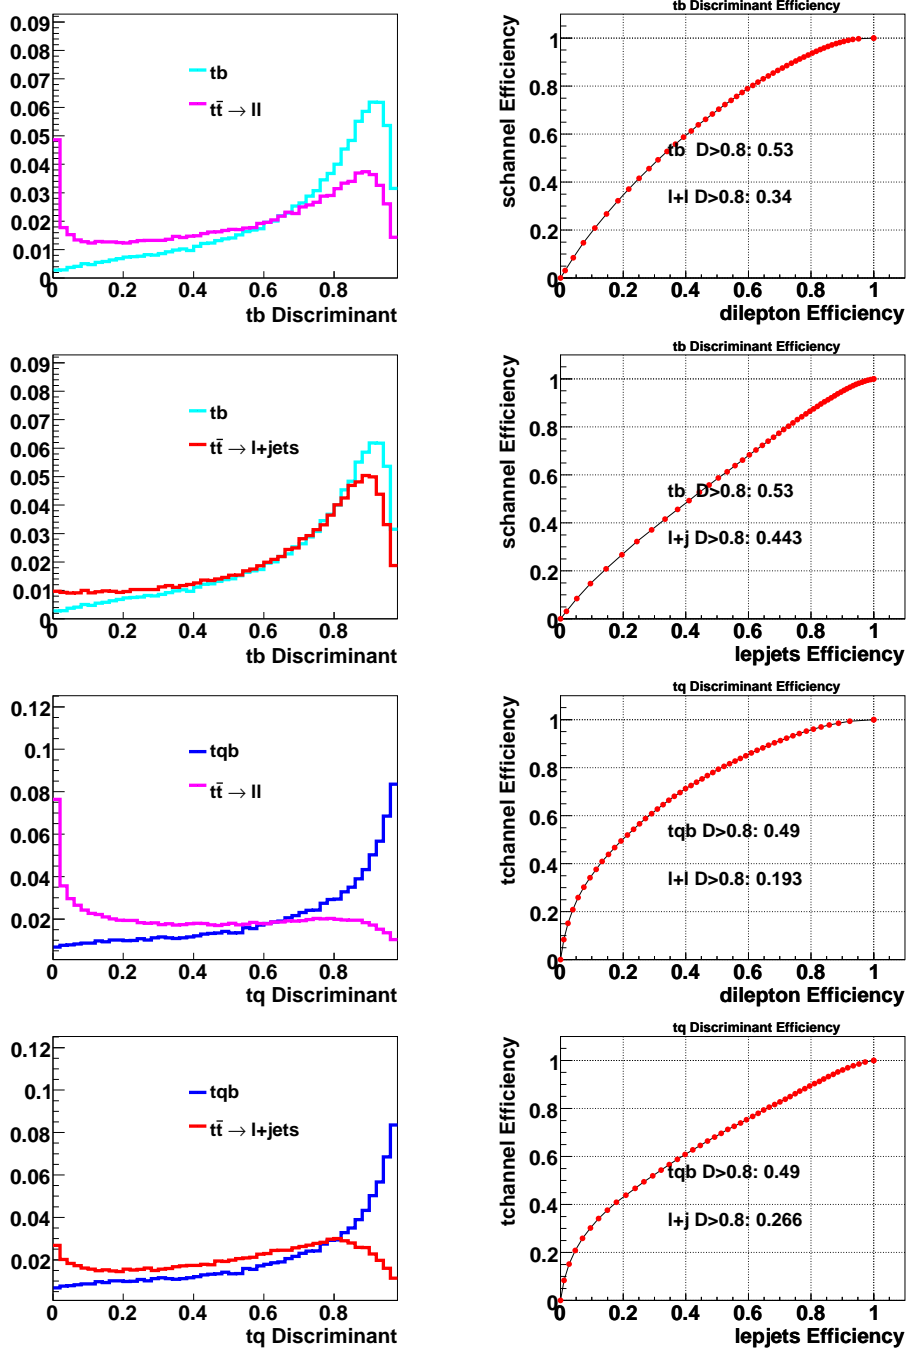 0.09
0.08
0.07
0.06
0.05
0.04
0.03
0.02
0.01
0
tb
tt̄ → ll
0 0.2 0.4 0.6 0.8
tb Discriminant
tb Discriminant Efficiency
schannel Efficiency
1
0.8
0.6
0.4
0.2
0
tb D>0.8: 0.53
l+l D>0.8: 0.34
0 0.2 0.4 0.6 0.8 1
dilepton Efficiency
0.09
0.08
0.07
0.06
0.05
0.04
0.03
0.02
0.01
0
tb
tt̄ → l+jets
0 0.2 0.4 0.6 0.8
tb Discriminant
tb Discriminant Efficiency
schannel Efficiency
1
0.8
0.6
0.4
0.2
0
tb D>0.8: 0.53
l+j D>0.8: 0.443
0 0.2 0.4 0.6 0.8 1
lepjets Efficiency
0.12
0.1
0.08
0.06
0.04
0.02
tqb
tt̄ → ll
0 0.2 0.4 0.6 0.8
tq Discriminant
tq Discriminant Efficiency
tchannel Efficiency
1
0.8
0.6
0.4
0.2
0
tqb D>0.8: 0.49
l+l D>0.8: 0.193
0 0.2 0.4 0.6 0.8 1
dilepton Efficiency
0.12
0.1
0.08
0.06
0.04
0.02
tqb
tt̄ → l+jets
0 0.2 0.4 0.6 0.8
tq Discriminant
tq Discriminant Efficiency
tchannel Efficiency
1
0.8
0.6
0.4
0.2
0
tqb D>0.8: 0.49
l+j D>0.8: 0.266
0 0.2 0.4 0.6 0.8 1
lepjets Efficiency